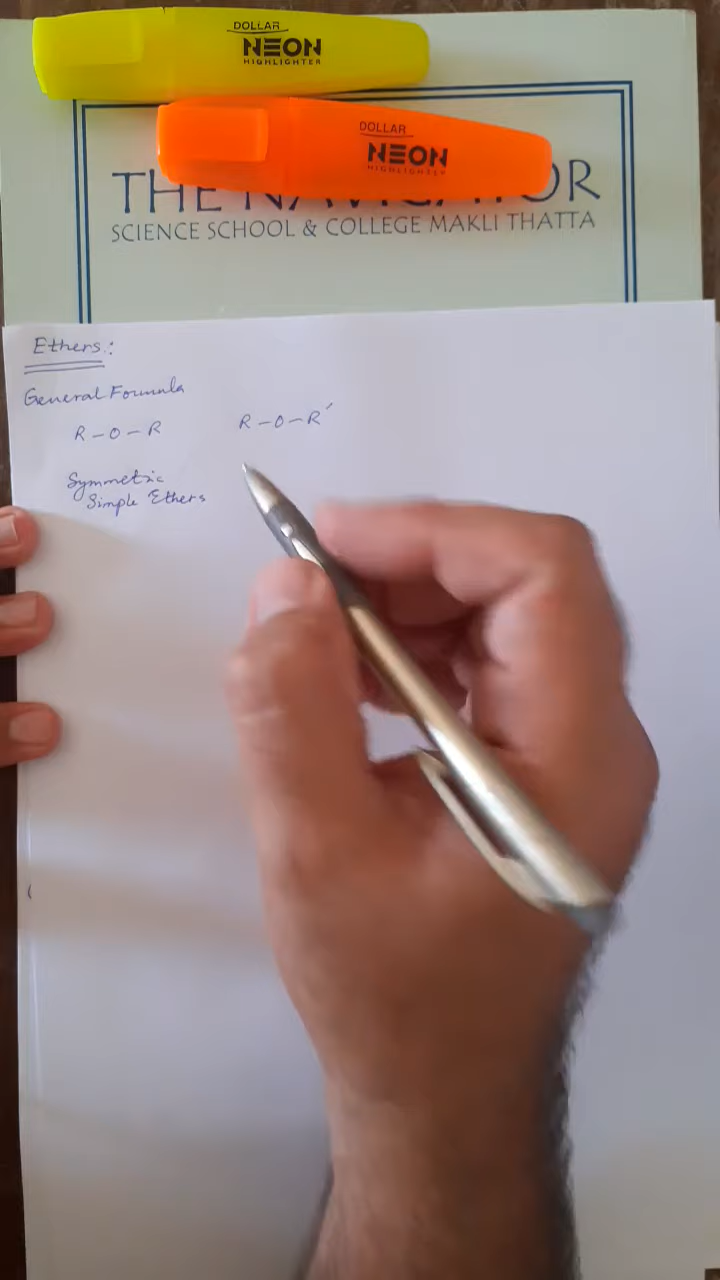 DOLLAR
NEON
HIGHLIGHTER
DOLLAR
NEON
HIGHLIGHTER
THE NAVIGATOR
SCIENCE SCHOOL & COLLEGE MAKLI THATTA
Ethers:
General Formula
R-O-R R-O-R′
Symmetric
Simple Ethers